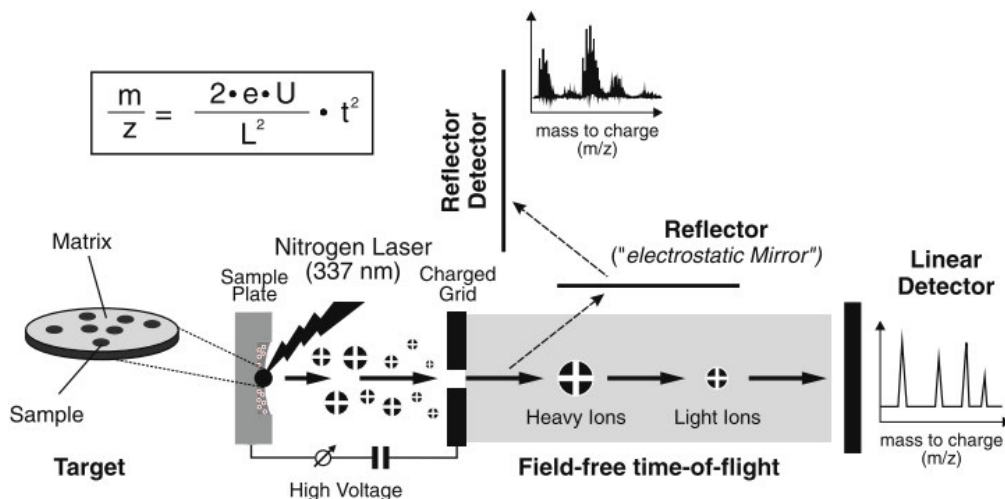 m/z = 2•e•U/L² • t²
mass to charge
(m/z)
Reflector
Detector
Matrix
Nitrogen Laser
(337 nm)
Sample
Plate
Charged
Grid
Reflector
("electrostatic Mirror")
Linear
Detector
Heavy Ions
Light Ions
Sample
mass to charge
(m/z)
Target
High Voltage
Field-free time-of-flight